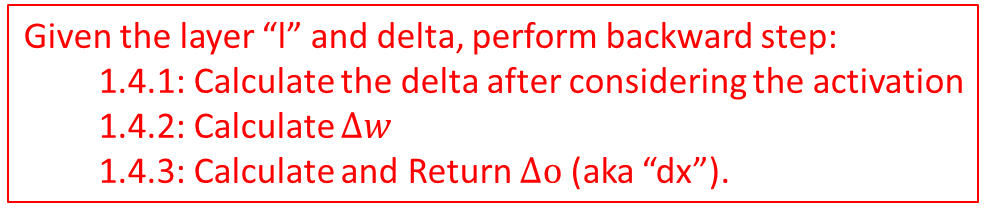 Given the layer “l” and delta, perform backward step:
1.4.1: Calculate the delta after considering the activation
1.4.2: Calculate Δ𝑤
1.4.3: Calculate and Return Δo (aka “dx”).